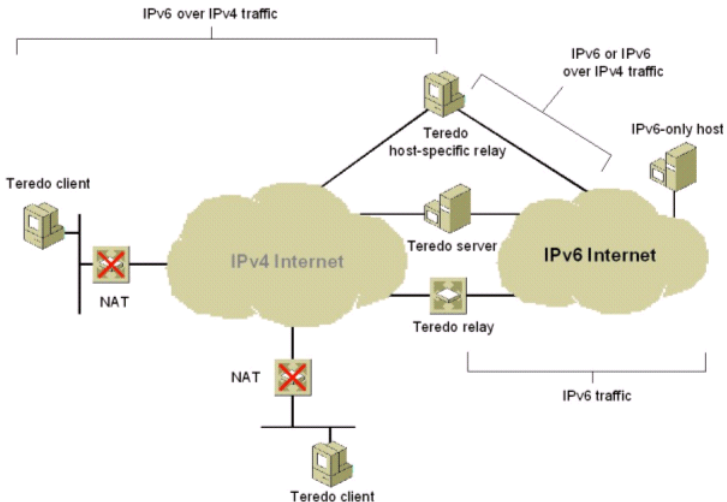 IPv6 over IPv4 traffic
IPv6 or IPv6
over IPv4 traffic
Teredo
host-specific relay
IPv6-only host
Teredo client
Teredo server
IPv4 Internet
IPv6 Internet
NAT
Teredo relay
NAT
IPv6 traffic
Teredo client